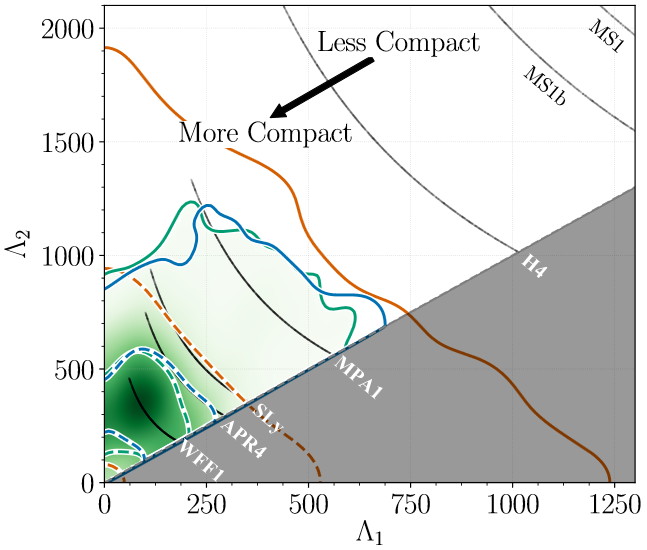 2000
1500
1000
500
0
Λ₂
Less Compact
More Compact
MS1
MS1b
H4
MPA1
SLy
APR4
WFF1
0
250
500
750
1000
1250
Λ₁